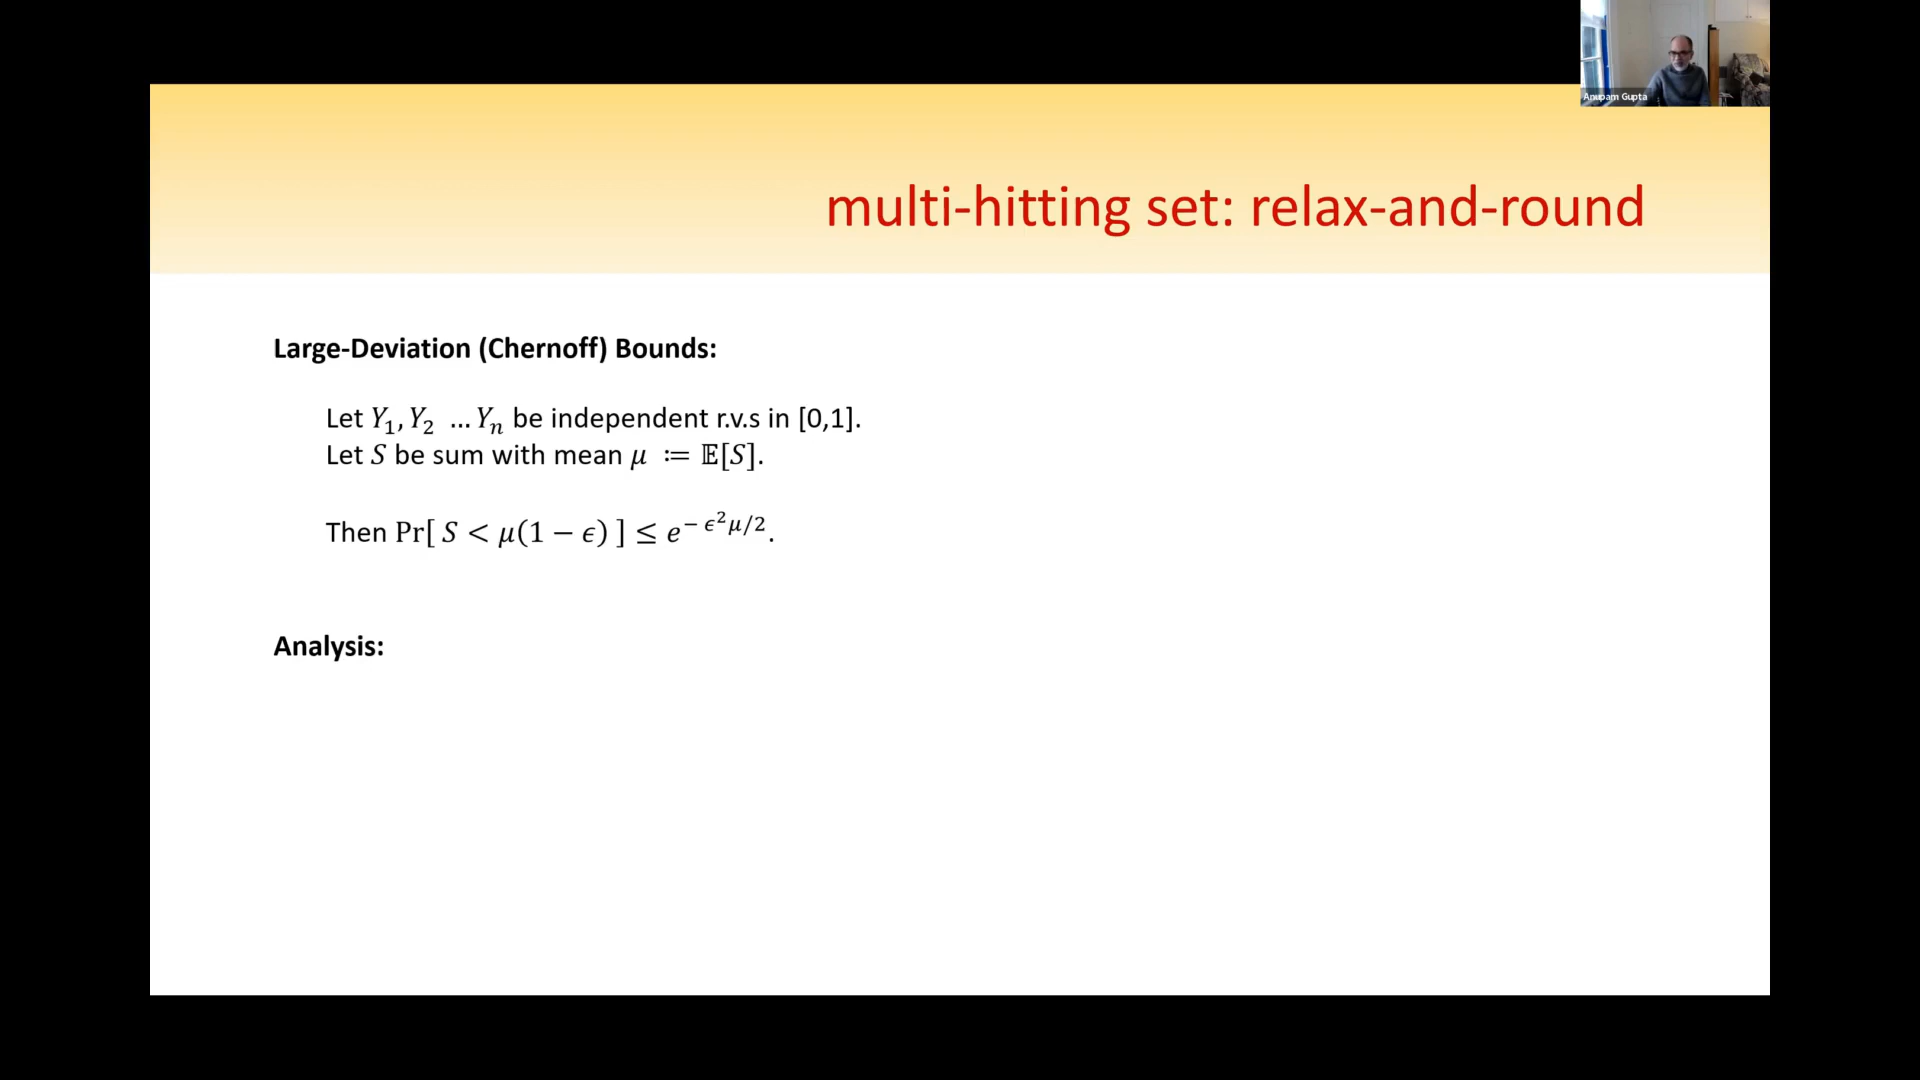 Anupam Gupta
multi-hitting set: relax-and-round
Large-Deviation (Chernoff) Bounds:
Let 𝑌₁, 𝑌₂ … 𝑌ₙ be independent r.v.s in [0,1].
Let 𝑆 be sum with mean 𝜇 ≔ 𝔼[𝑆].
Then Pr[ 𝑆 < 𝜇(1 − 𝜖) ] ≤ 𝑒^{− 𝜖²𝜇/2}.
Analysis: